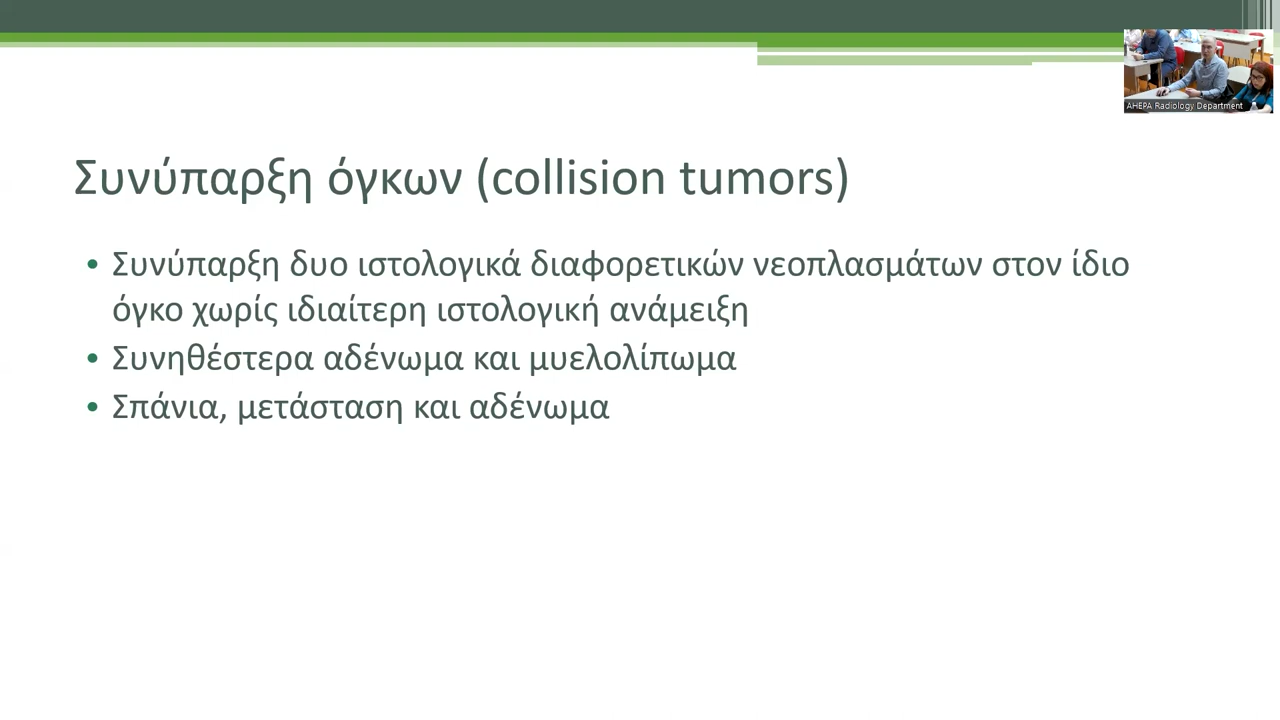 AHEPA Radiology Department
Συνύπαρξη όγκων (collision tumors)
• Συνύπαρξη δυο ιστολογικά διαφορετικών νεοπλασμάτων στον ίδιο
όγκο χωρίς ιδιαίτερη ιστολογική ανάμειξη
• Συνηθέστερα αδένωμα και μυελολίπωμα
• Σπάνια, μετάσταση και αδένωμα